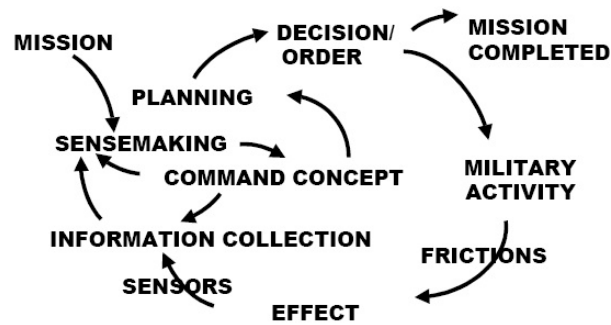 MISSION
DECISION/
ORDER
MISSION
COMPLETED
PLANNING
SENSEMAKING
COMMAND CONCEPT
MILITARY
ACTIVITY
INFORMATION COLLECTION
FRICTIONS
SENSORS
EFFECT